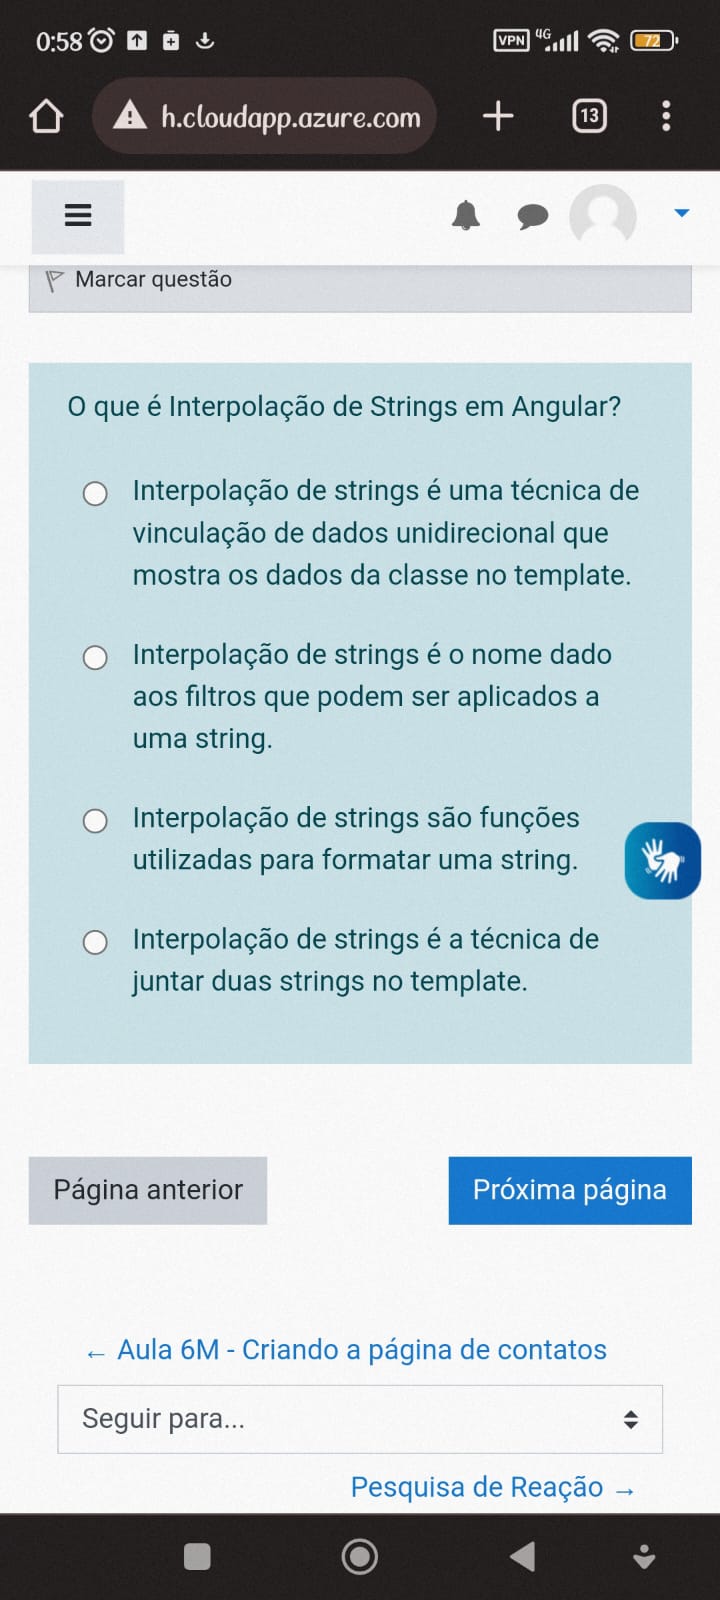 0:58
VPN 4G 72
h.cloudapp.azure.com
13
Marcar questão
O que é Interpolação de Strings em Angular?
Interpolação de strings é uma técnica de
vinculação de dados unidirecional que
mostra os dados da classe no template.
Interpolação de strings é o nome dado
aos filtros que podem ser aplicados a
uma string.
Interpolação de strings são funções
utilizadas para formatar uma string.
Interpolação de strings é a técnica de
juntar duas strings no template.
Página anterior
Próxima página
← Aula 6M - Criando a página de contatos
Seguir para...
Pesquisa de Reação →